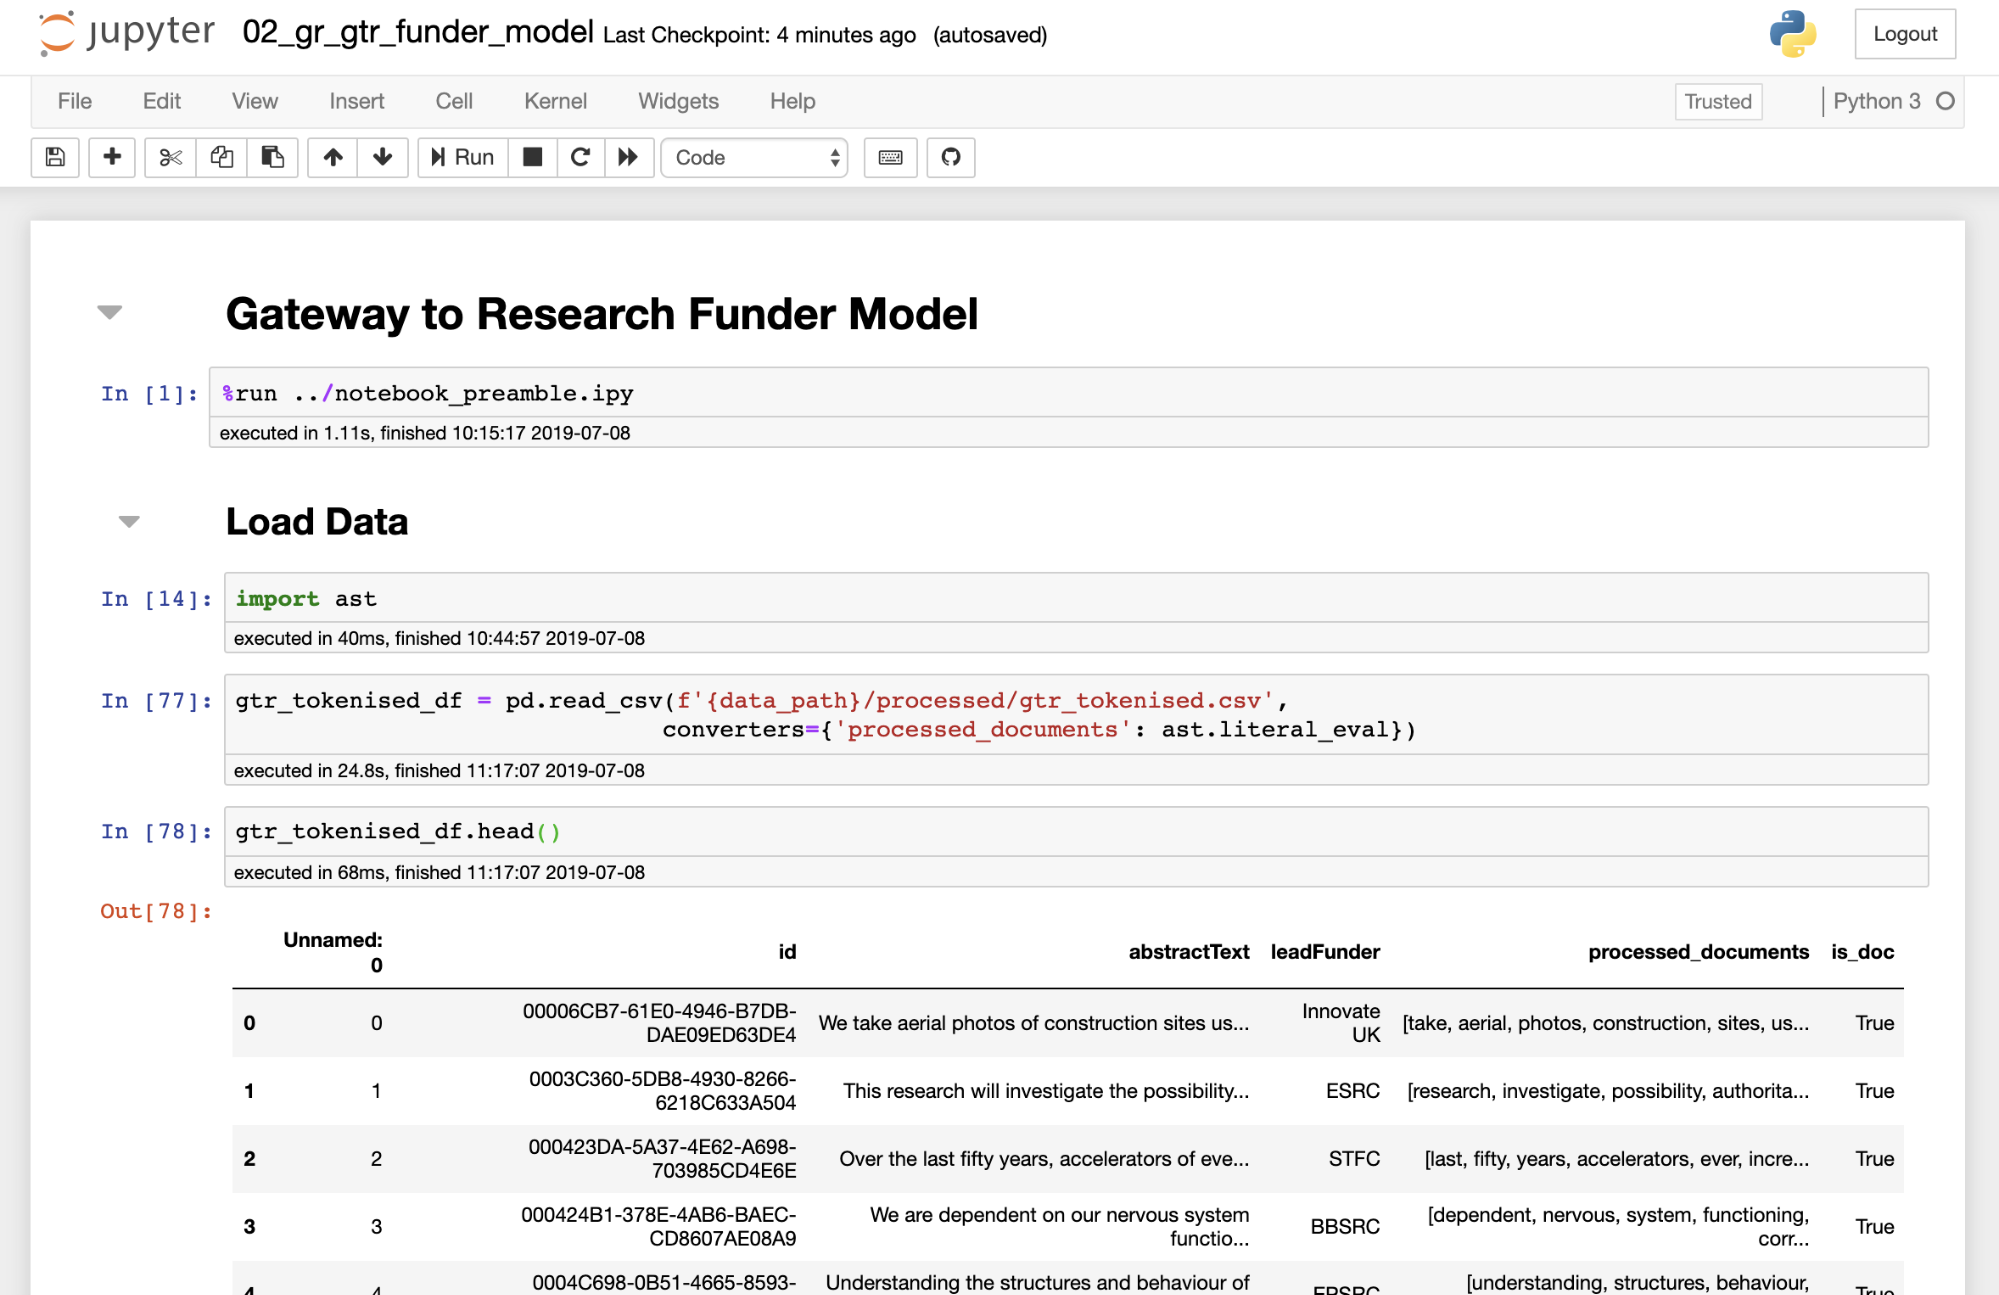 jupyter 02_gr_gtr_funder_model Last Checkpoint: 4 minutes ago (autosaved)
Logout
File Edit View Insert Cell Kernel Widgets Help Trusted Python 3
Run Code
Gateway to Research Funder Model
In [1]: %run ../notebook_preamble.ipy
executed in 1.11s, finished 10:15:17 2019-07-08
Load Data
In [14]: import ast
executed in 40ms, finished 10:44:57 2019-07-08
In [77]: gtr_tokenised_df = pd.read_csv(f'{data_path}/processed/gtr_tokenised.csv',
converters={'processed_documents': ast.literal_eval})
executed in 24.8s, finished 11:17:07 2019-07-08
In [78]: gtr_tokenised_df.head()
executed in 68ms, finished 11:17:07 2019-07-08
Out[78]:
Unnamed: 0 id abstractText leadFunder processed_documents is_doc
0 0 00006CB7-61E0-4946-B7DB-DAE09ED63DE4 We take aerial photos of construction sites us... Innovate UK [take, aerial, photos, construction, sites, us... True
1 1 0003C360-5DB8-4930-8266-6218C633A504 This research will investigate the possibility... ESRC [research, investigate, possibility, authorita... True
2 2 000423DA-5A37-4E62-A698-703985CD4E6E Over the last fifty years, accelerators of eve... STFC [last, fifty, years, accelerators, ever, incre... True
3 3 000424B1-378E-4AB6-BAEC-CD8607AE08A9 We are dependent on our nervous system functio... BBSRC [dependent, nervous, system, functioning, corr... True
4 4 0004C698-0B51-4665-8593- Understanding the structures and behaviour of EPSRC [understanding, structures, behaviour, True